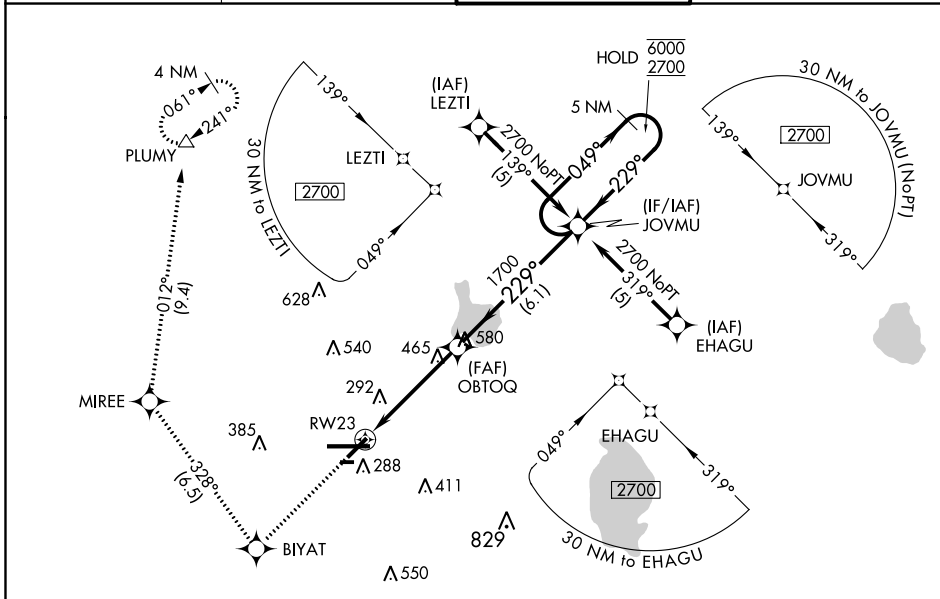 4 NM
061°
241°
PLUMY
139°
LEZTI
30 NM to LEZTI
2700
049°
(IAF)
LEZTI
2700 NoPT
139°
(5)
HOLD 6000
2700
5 NM
049°
229°
(IF/IAF)
JOVMU
30 NM to JOVMU (NoPT)
139°
2700
JOVMU
319°
2700 NoPT
319°
(5)
(IAF)
EHAGU
1700
229°
(6.1)
012°
(9.4)
628
540
465
580
(FAF)
OBTOQ
292
MIREE
RW23
385
288
328°
(6.5)
411
829
BIYAT
550
EHAGU
049°
319°
2700
30 NM to EHAGU